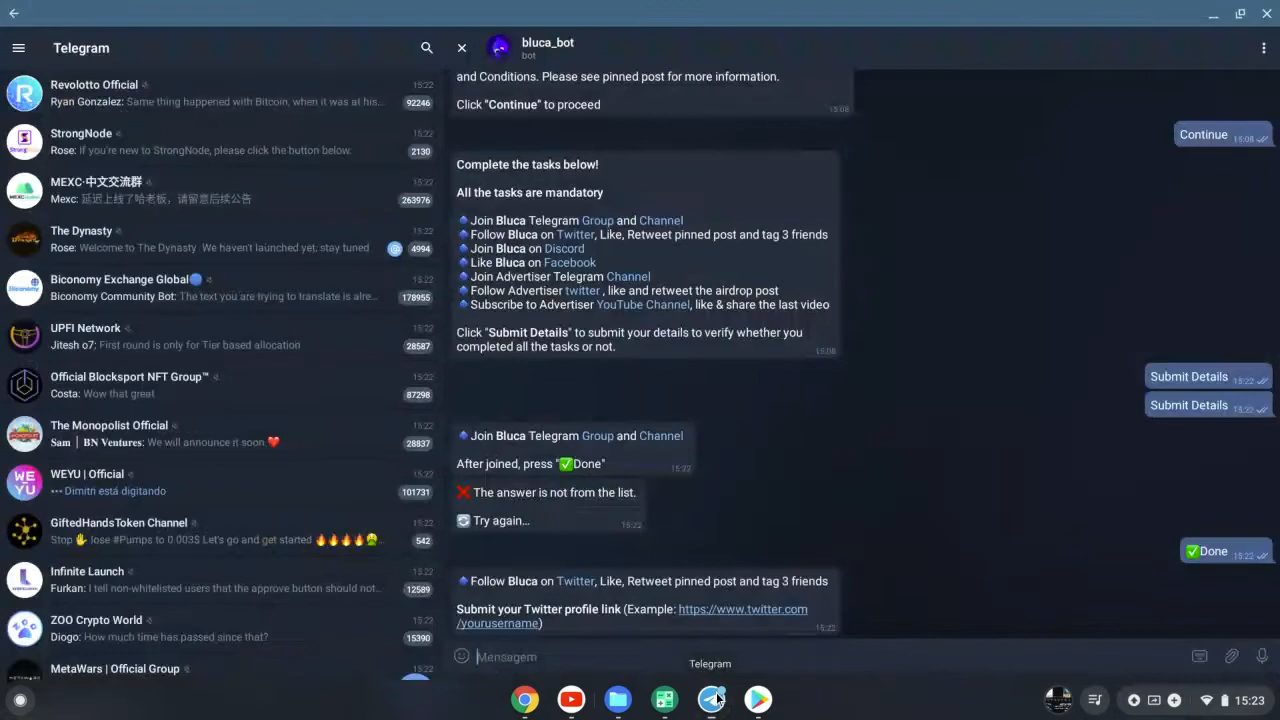 Telegram
bluca_bot
bot
Revolotto Official
15:22
Ryan Gonzalez: Same thing happened with Bitcoin, when it was at his...
92246
StrongNode
15:22
Rose: If you're new to StrongNode, please click the button below.
2130
MEXC·中文交流群
15:22
Mexc: 延迟上线了哈老板，请留意后续公告
263976
The Dynasty
15:22
Rose: Welcome to The Dynasty We haven't launched yet, stay tuned
4994
Biconomy Exchange Global
15:22
Biconomy Community Bot: The text you are trying to translate is alre...
178955
UPFI Network
15:22
Jitesh o7: First round is only for Tier based allocation
28587
Official Blocksport NFT Group™
15:22
Costa: Wow that great
87298
The Monopolist Official
15:22
Sam | BN Ventures: We will announce it soon ❤️
28837
WEYU | Official
15:22
Dimitri está digitando
101731
GiftedHandsToken Channel
15:22
Stop ✋ lose #Pumps to 0.003$ Let's go and get started 🔥🔥🔥🔥🤮...
542
Infinite Launch
15:22
Furkan: I tell non-whitelisted users that the approve button should not...
12589
ZOO Crypto World
15:22
Diogo: How much time has passed since that?
15390
MetaWars | Official Group
15:22
and Conditions. Please see pinned post for more information.
Click "Continue" to proceed
15:08
Continue 15:08
Complete the tasks below!
All the tasks are mandatory
Join Bluca Telegram Group and Channel
Follow Bluca on Twitter, Like, Retweet pinned post and tag 3 friends
Join Bluca on Discord
Like Bluca on Facebook
Join Advertiser Telegram Channel
Follow Advertiser twitter , like and retweet the airdrop post
Subscribe to Advertiser YouTube Channel, like & share the last video
Click "Submit Details" to submit your details to verify whether you
completed all the tasks or not.
15:08
Submit Details 15:22
Submit Details 15:22
Join Bluca Telegram Group and Channel
After joined, press "✅Done"
15:22
❌ The answer is not from the list.
🔄 Try again...
15:22
✅Done 15:22
Follow Bluca on Twitter, Like, Retweet pinned post and tag 3 friends
Submit your Twitter profile link (Example: https://www.twitter.com
/yourusername)
15:22
Mensagem
Telegram
15:23